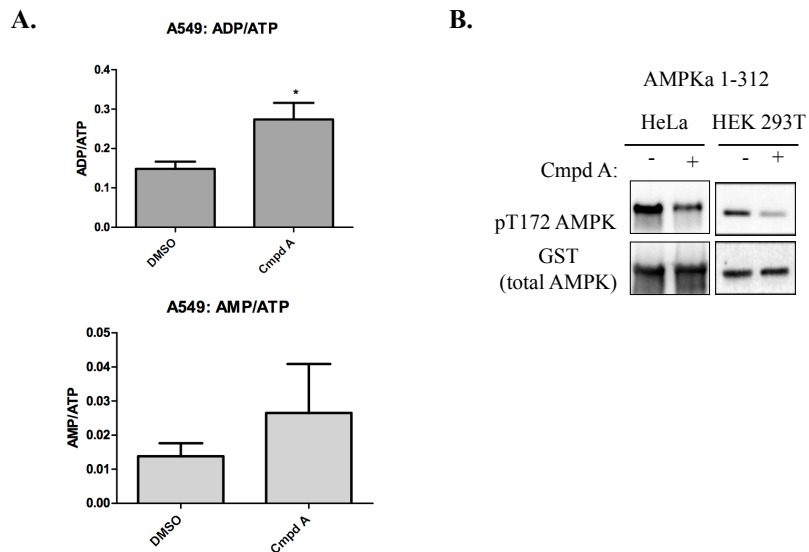 A.
A549: ADP/ATP
0.4
0.3
0.2
0.1
0.0
ADP/ATP
*
DMSO
Cmpd A
A549: AMP/ATP
0.05
0.04
0.03
0.02
0.01
0.00
AMP/ATP
DMSO
Cmpd A
B.
AMPKa 1-312
HeLa HEK 293T
Cmpd A: - + - +
pT172 AMPK
GST
(total AMPK)